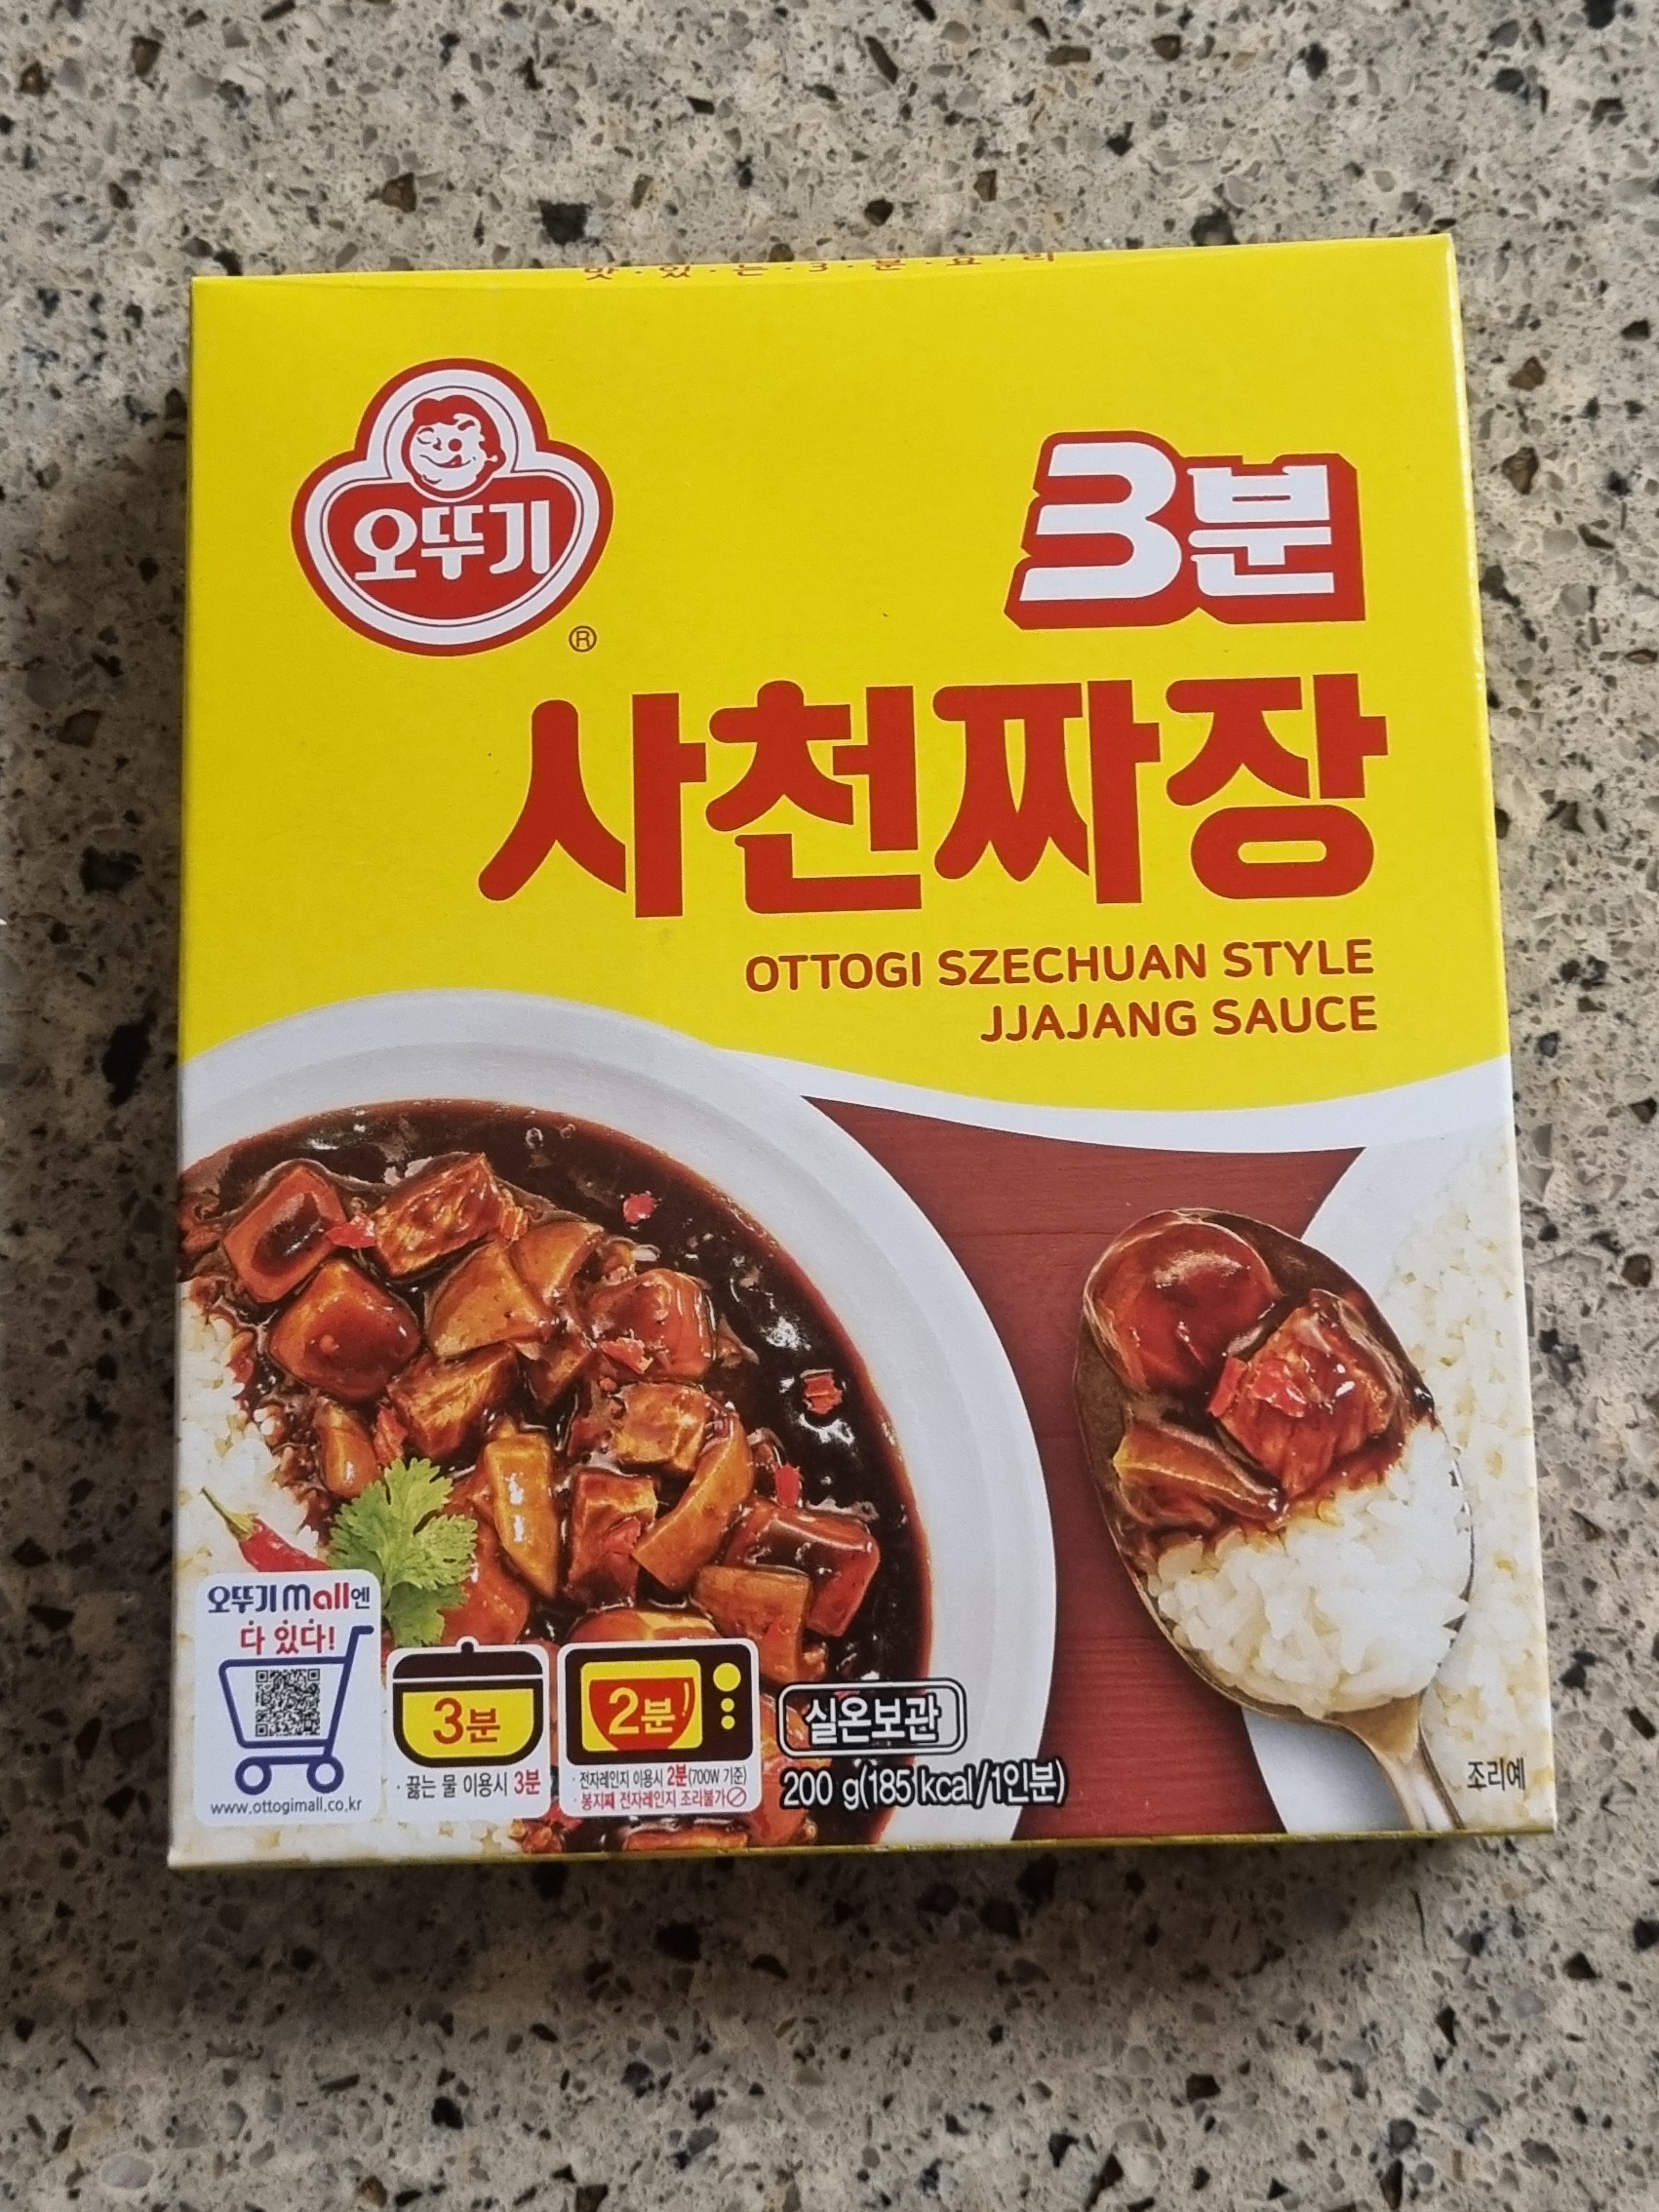 맛·있·는·3·분·요·리
오뚜기
®
3분
사천짜장
OTTOGI SZECHUAN STYLE
JJAJANG SAUCE
오뚜기mall엔
다 있다!
www.ottogimall.co.kr
3분
· 끓는 물 이용시 3분
2분
· 전자레인지 이용시 2분(700W 기준)
· 봉지째 전자레인지 조리불가
실온보관
200 g(185 kcal/1인분)
조리예